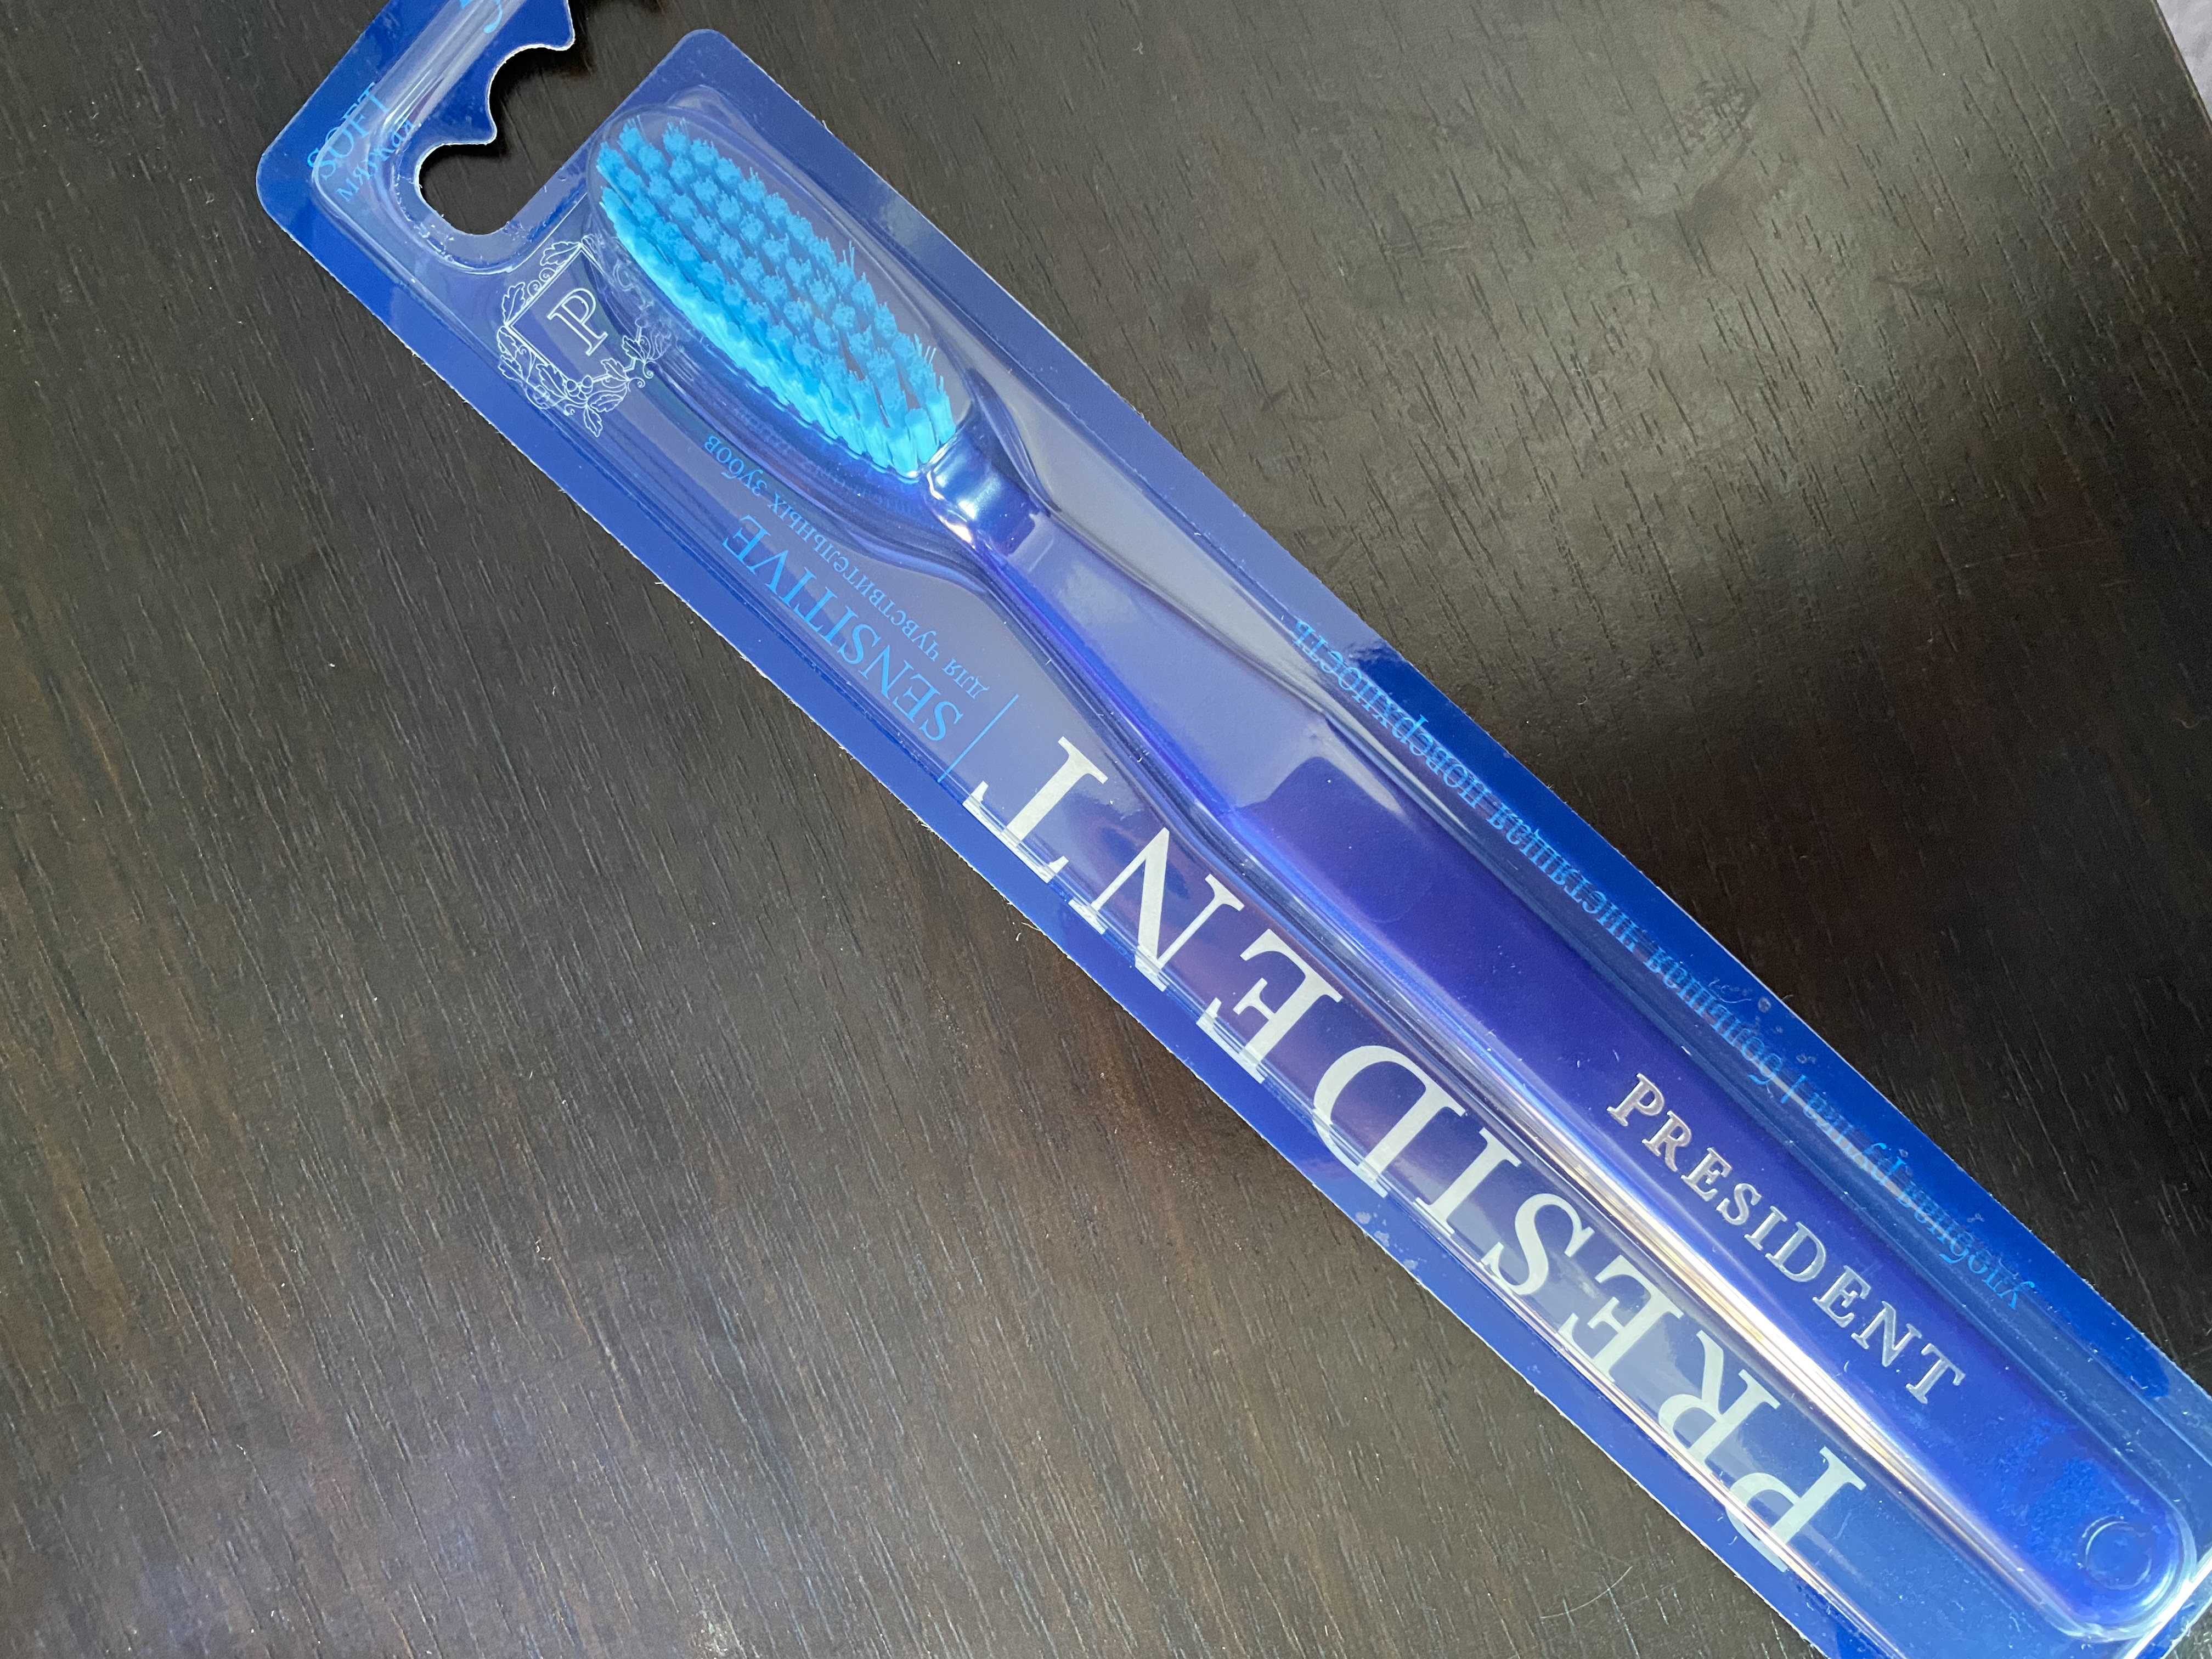 SOFT
мягкая
P
PRESIDENT
SENSITIVE
для чувствительных зубов
PRESIDENT
удобная ручка | большая чистящая поверхность